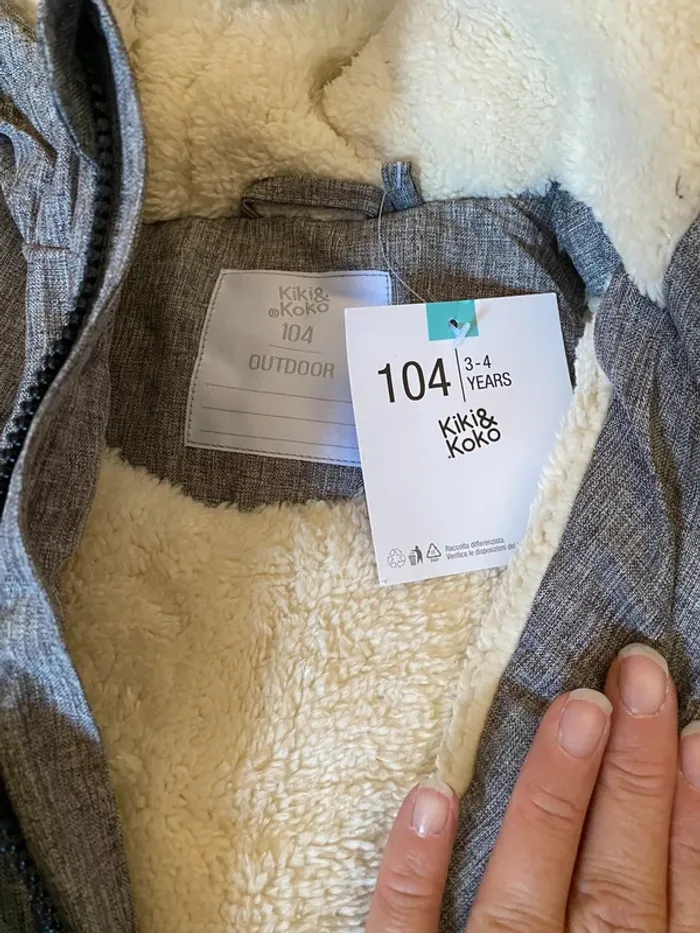 Kiki&
®Koko
104
OUTDOOR
104
3-4
YEARS
Kiki&
Koko
Raccolta differenziata.
Verifica le disposizioni del